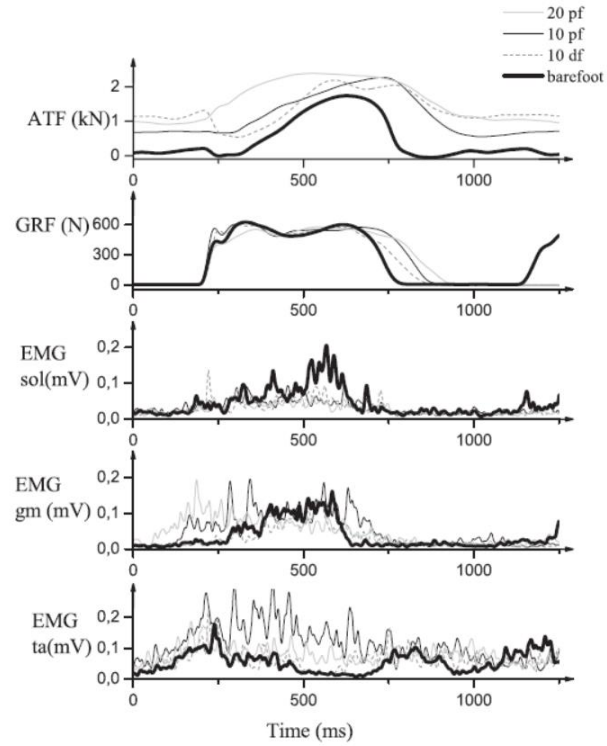 20 pf
10 pf
10 df
barefoot
2
ATF (kN)1
0
0 500 1000
GRF (N) 600
300
0
0 500 1000
EMG 0,2
sol(mV) 0,1
0,0
0 500 1000
EMG 0,2
gm (mV) 0,1
0,0
0 500 1000
EMG 0,2
ta(mV) 0,1
0,0
0 500 1000
Time (ms)